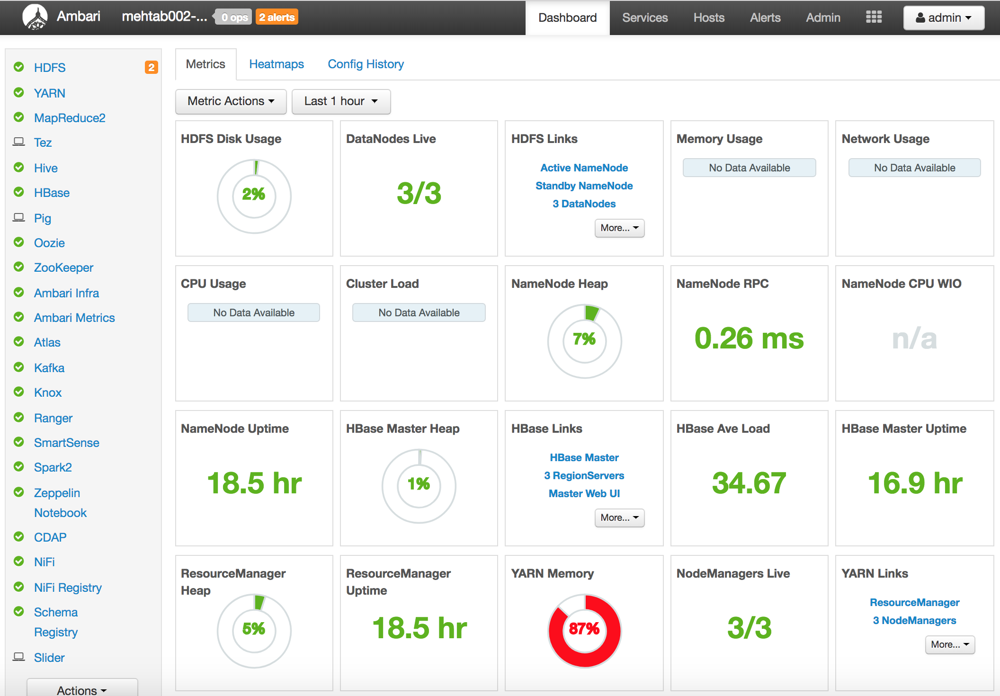 Ambari
mehtab002-...
0 ops
2 alerts
Dashboard
Services
Hosts
Alerts
Admin
admin
HDFS
2
YARN
MapReduce2
Tez
Hive
HBase
Pig
Oozie
ZooKeeper
Ambari Infra
Ambari Metrics
Atlas
Kafka
Knox
Ranger
SmartSense
Spark2
Zeppelin
Notebook
CDAP
NiFi
NiFi Registry
Schema
Registry
Slider
Actions
Metrics
Heatmaps
Config History
Metric Actions
Last 1 hour
HDFS Disk Usage
2%
DataNodes Live
3/3
HDFS Links
Active NameNode
Standby NameNode
3 DataNodes
More...
Memory Usage
No Data Available
Network Usage
No Data Available
CPU Usage
No Data Available
Cluster Load
No Data Available
NameNode Heap
7%
NameNode RPC
0.26 ms
NameNode CPU WIO
n/a
NameNode Uptime
18.5 hr
HBase Master Heap
1%
HBase Links
HBase Master
3 RegionServers
Master Web UI
More...
HBase Ave Load
34.67
HBase Master Uptime
16.9 hr
ResourceManager
Heap
5%
ResourceManager
Uptime
18.5 hr
YARN Memory
87%
NodeManagers Live
3/3
YARN Links
ResourceManager
3 NodeManagers
More...